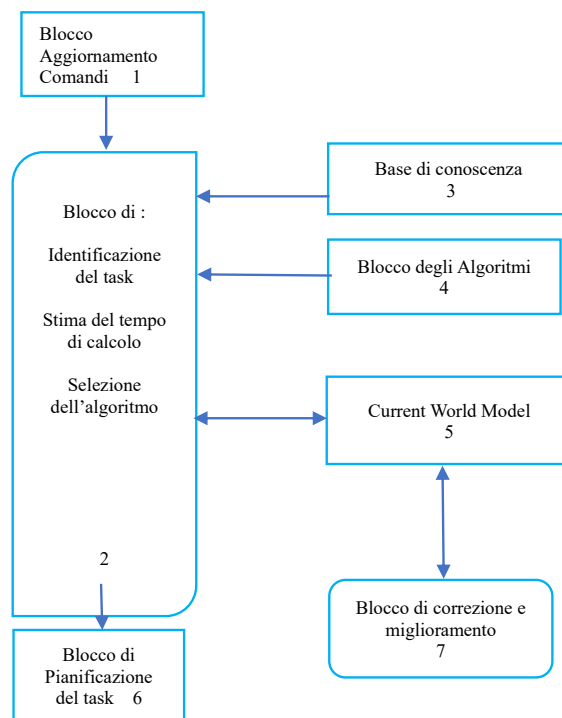 Blocco
Aggiornamento
Comandi 1
Blocco di :
Identificazione
del task
Stima del tempo
di calcolo
Selezione
dell’algoritmo
2
Base di conoscenza
3
Blocco degli Algoritmi
4
Current World Model
5
Blocco di correzione e
miglioramento
7
Blocco di
Pianificazione
del task 6